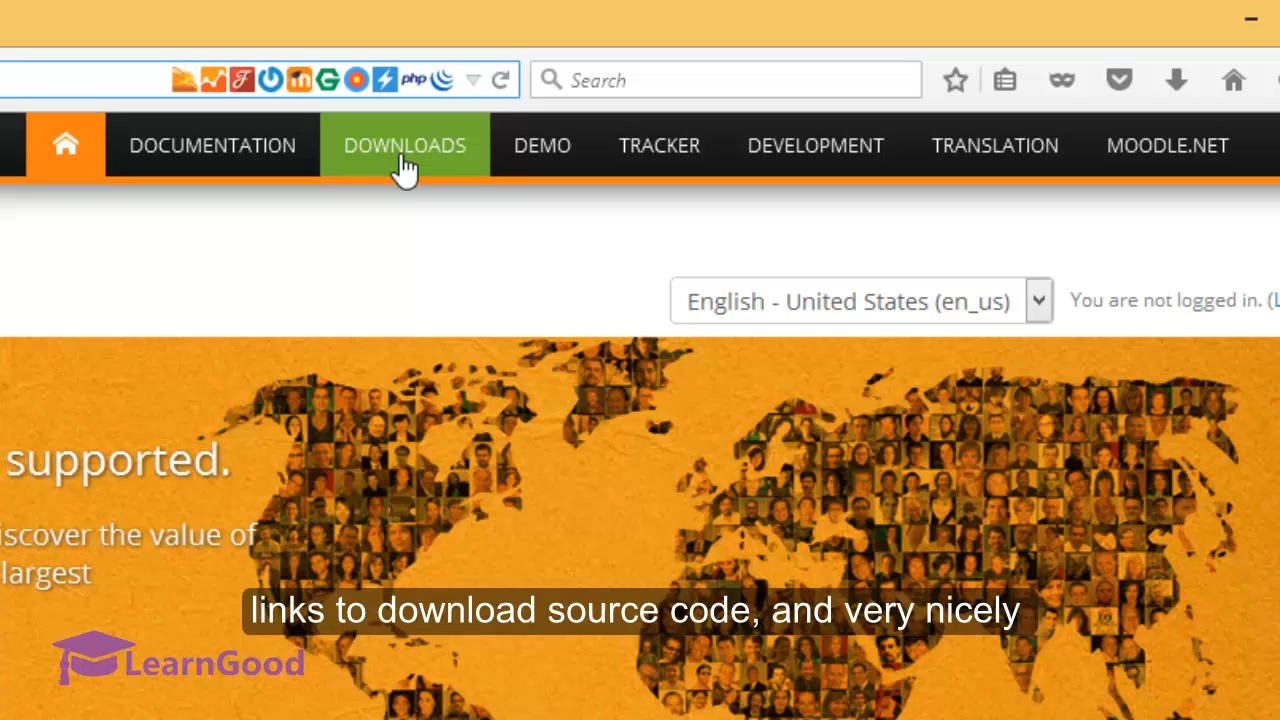 php
Search
DOCUMENTATION DOWNLOADS DEMO TRACKER DEVELOPMENT TRANSLATION MOODLE.NET
English - United States (en_us)
You are not logged in. (
supported.
iscover the value of
largest
links to download source code, and very nicely
LearnGood